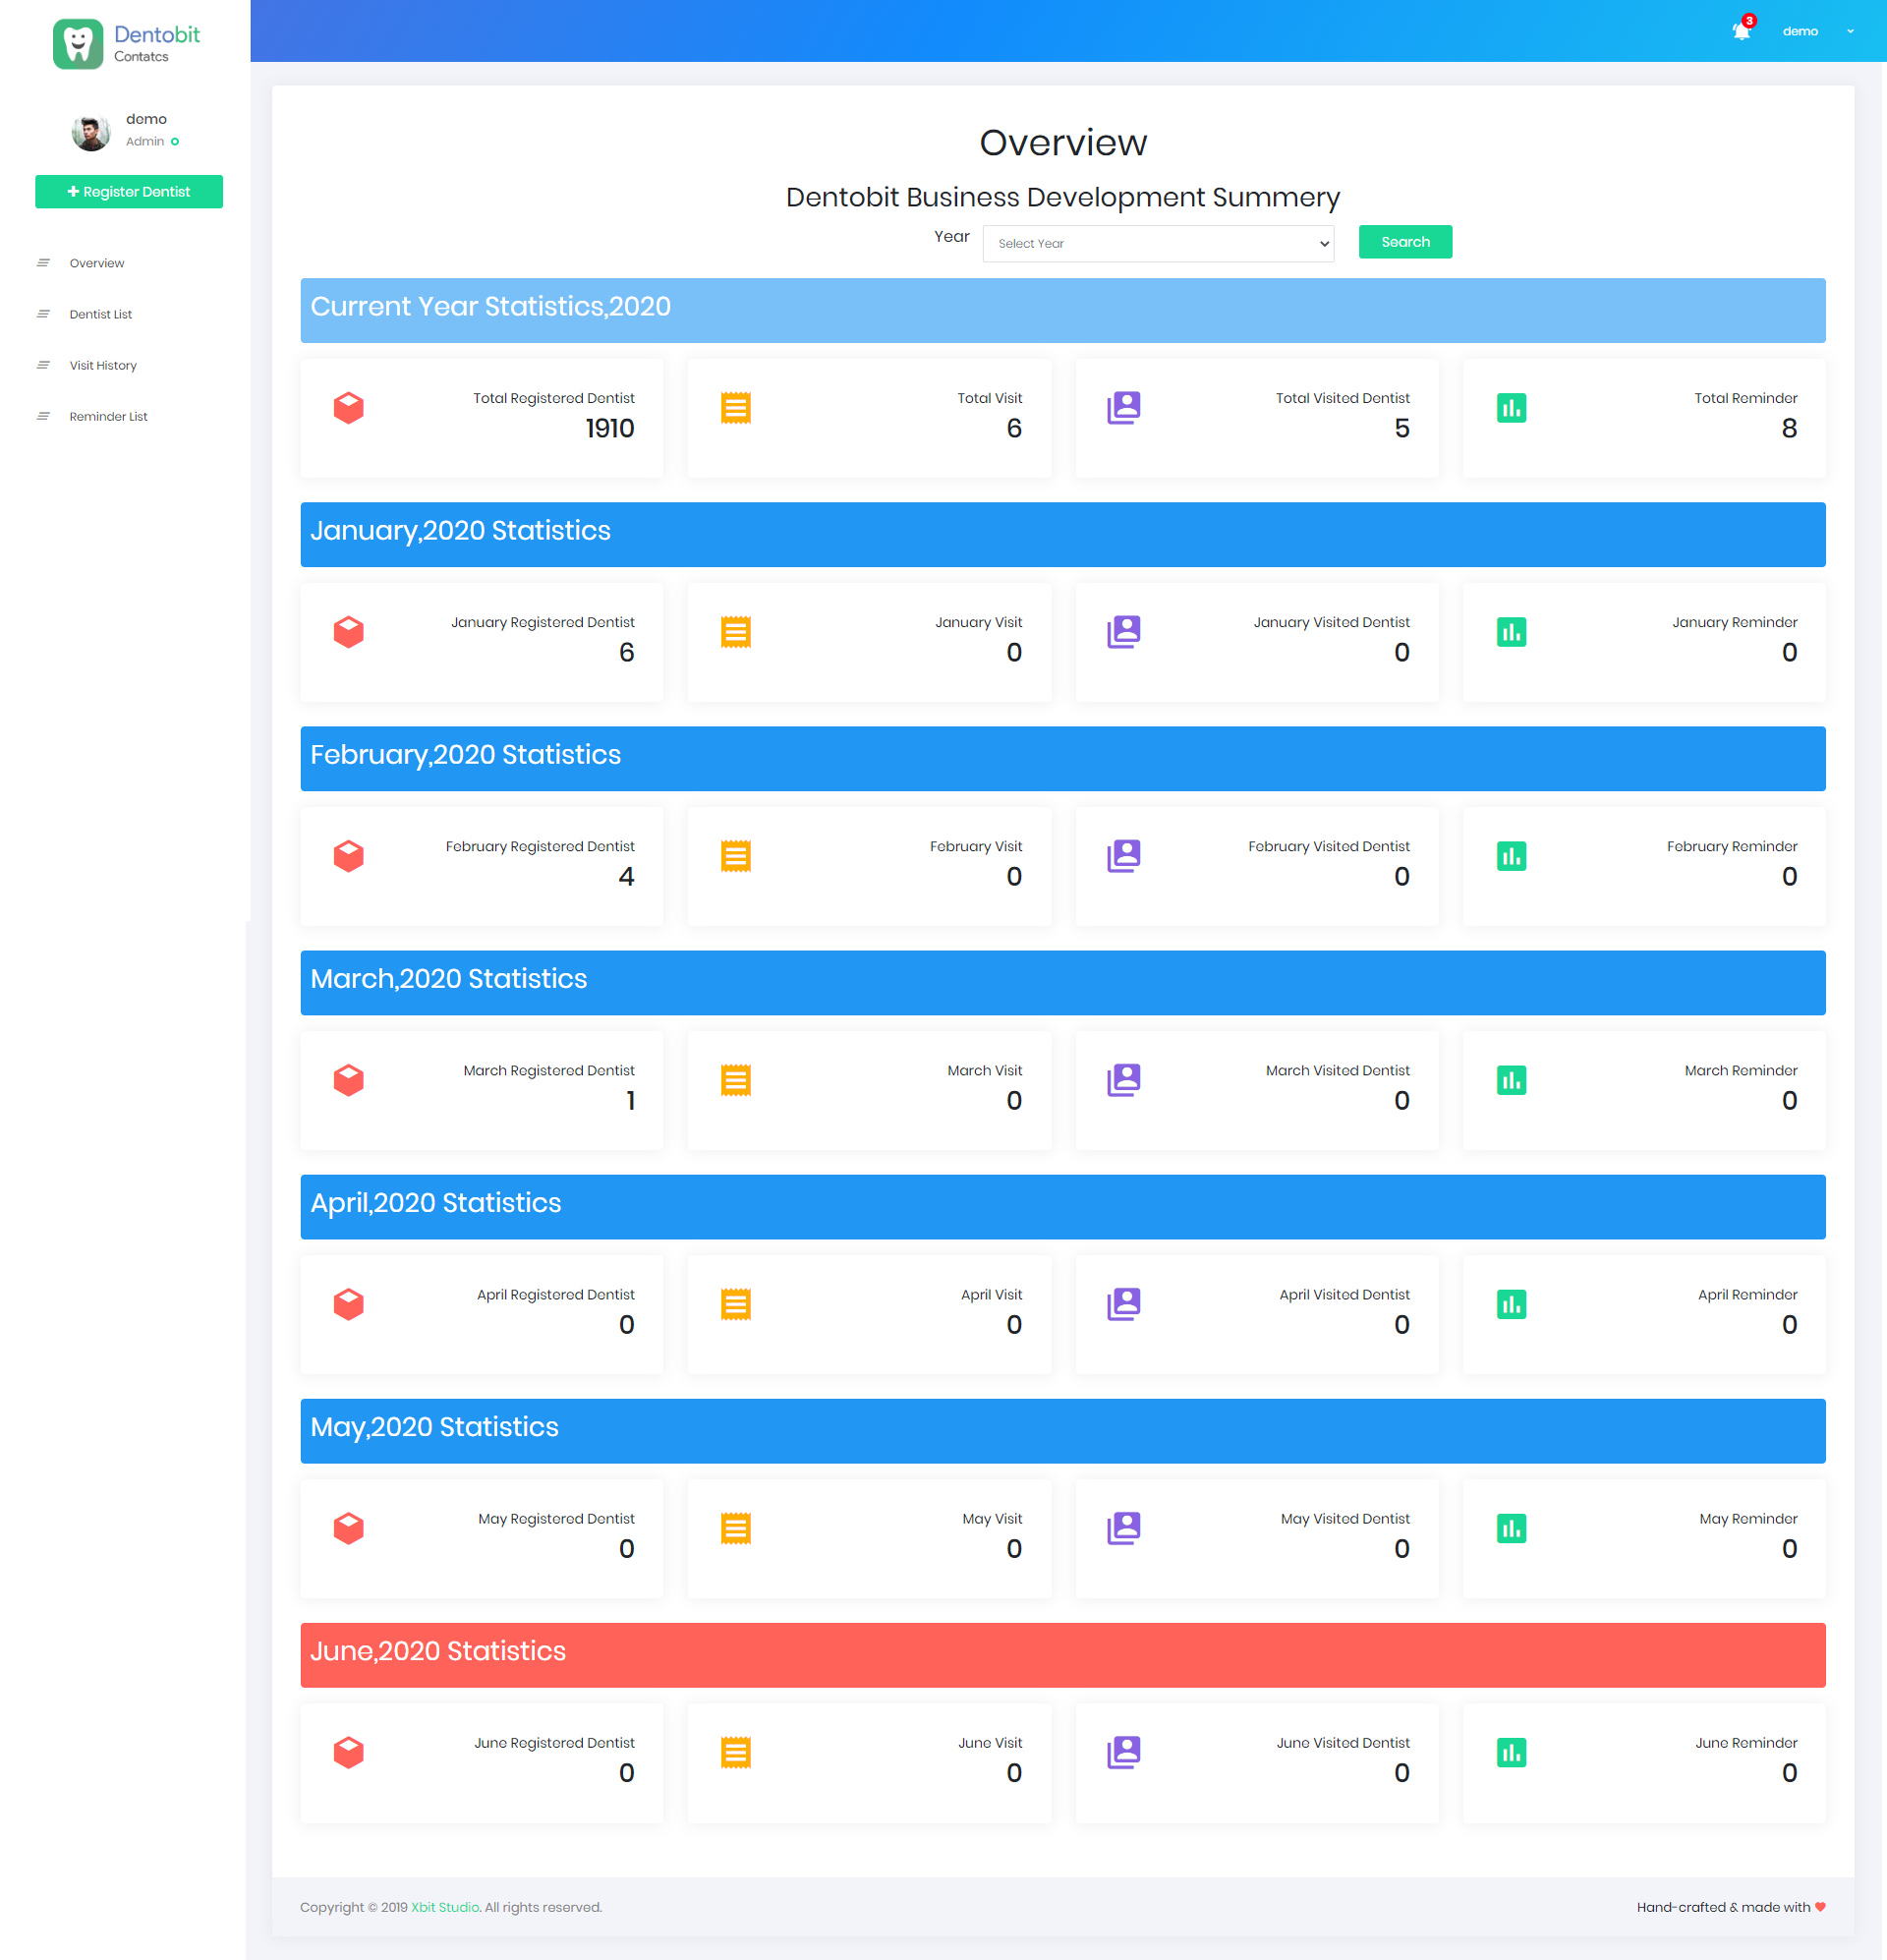 Dentobit
Contatcs
3
demo
demo
Admin
Register Dentist
Overview
Dentist List
Visit History
Reminder List
Overview
Dentobit Business Development Summery
Year Select Year Search
Current Year Statistics,2020
Total Registered Dentist
1910
Total Visit
6
Total Visited Dentist
5
Total Reminder
8
January,2020 Statistics
January Registered Dentist
6
January Visit
0
January Visited Dentist
0
January Reminder
0
February,2020 Statistics
February Registered Dentist
4
February Visit
0
February Visited Dentist
0
February Reminder
0
March,2020 Statistics
March Registered Dentist
1
March Visit
0
March Visited Dentist
0
March Reminder
0
April,2020 Statistics
April Registered Dentist
0
April Visit
0
April Visited Dentist
0
April Reminder
0
May,2020 Statistics
May Registered Dentist
0
May Visit
0
May Visited Dentist
0
May Reminder
0
June,2020 Statistics
June Registered Dentist
0
June Visit
0
June Visited Dentist
0
June Reminder
0
Copyright © 2019 Xbit Studio. All rights reserved.
Hand-crafted & made with